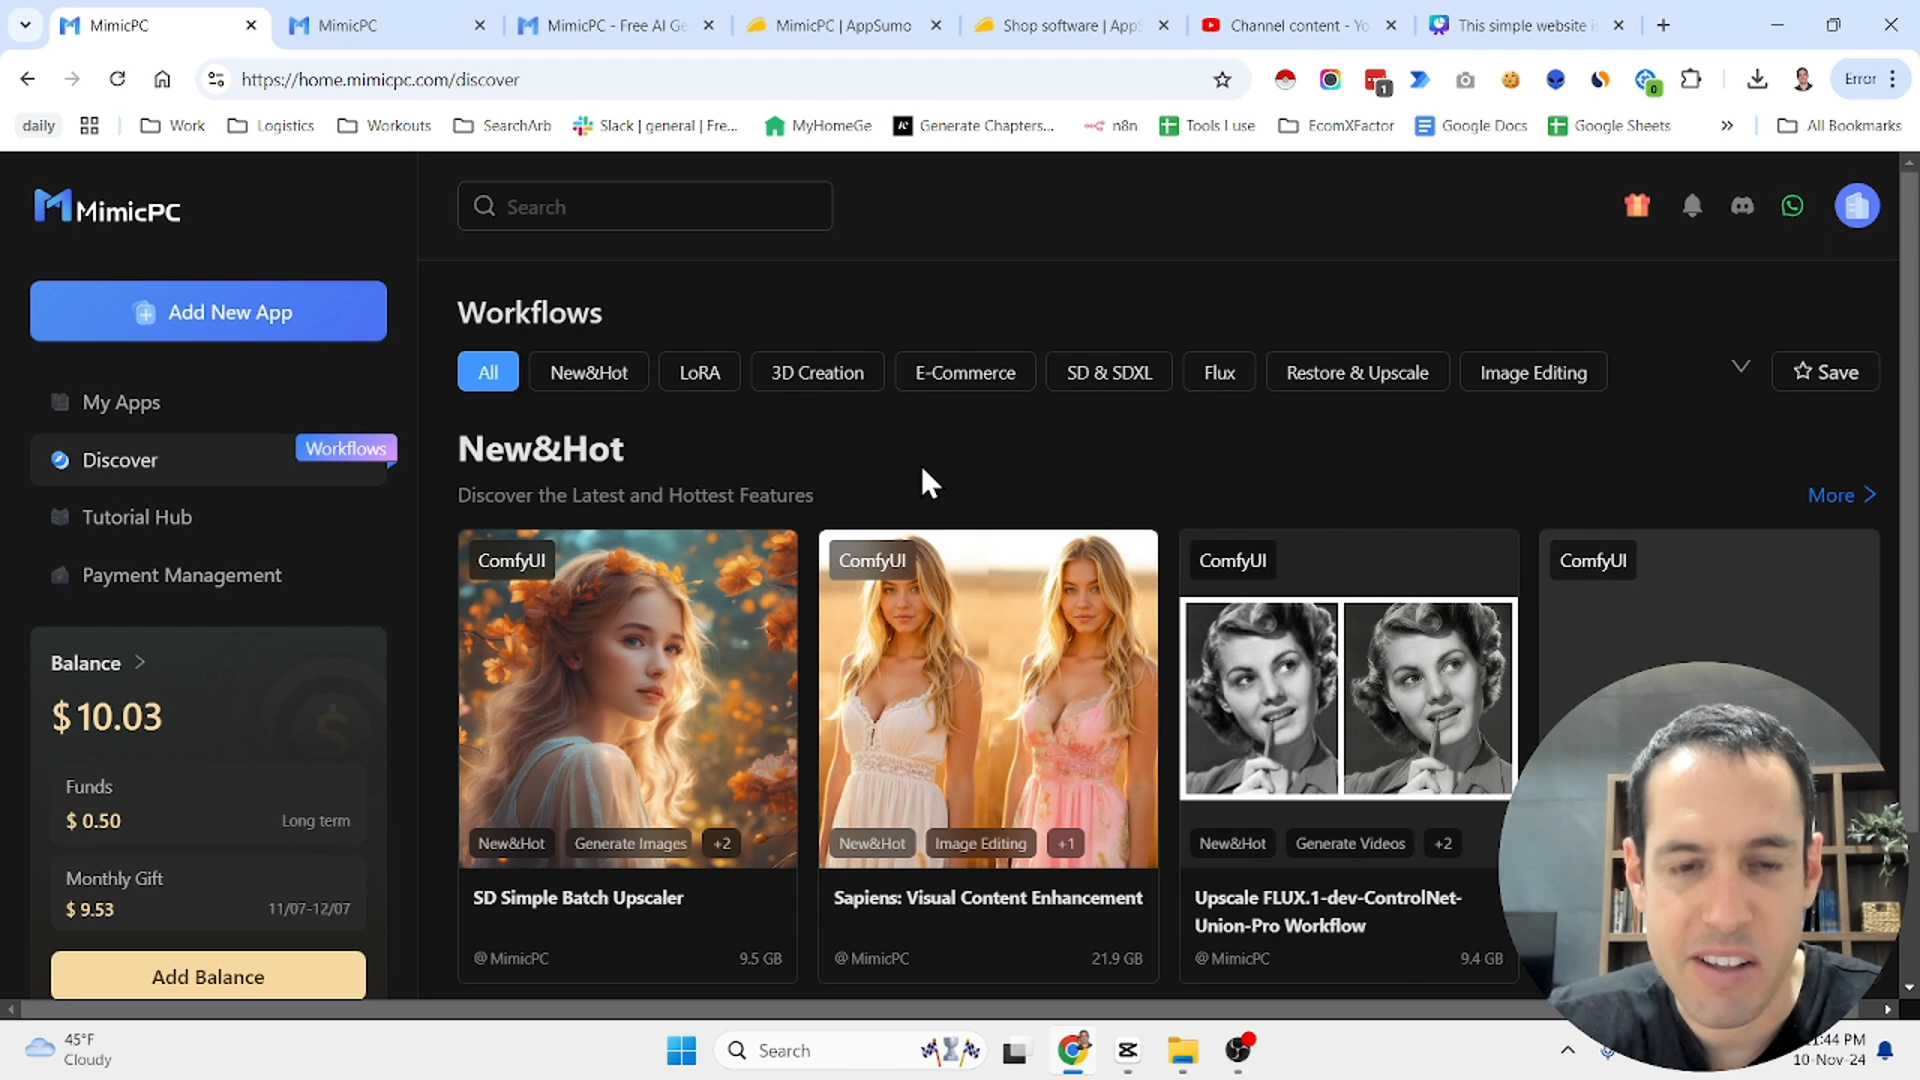 MimicPC
MimicPC
MimicPC - Free AI Ge
MimicPC | AppSumo
Shop software | AppS
Channel content - Yo
This simple website i
https://home.mimicpc.com/discover
1
0
Error
daily
Work
Logistics
Workouts
SearchArb
Slack | general | Fre...
MyHomeGe
Generate Chapters...
n8n
Tools I use
EcomXFactor
Google Docs
Google Sheets
All Bookmarks
MimicPC
Search
Add New App
My Apps
Discover
Workflows
Tutorial Hub
Payment Management
Balance
$ 10.03
Funds
$ 0.50
Long term
Monthly Gift
$ 9.53
11/07-12/07
Add Balance
Workflows
All
New&Hot
LoRA
3D Creation
E-Commerce
SD & SDXL
Flux
Restore & Upscale
Image Editing
Save
New&Hot
Discover the Latest and Hottest Features
More
ComfyUI
New&Hot
Generate Images
+2
SD Simple Batch Upscaler
@MimicPC
9.5 GB
ComfyUI
New&Hot
Image Editing
+1
Sapiens: Visual Content Enhancement
@MimicPC
21.9 GB
ComfyUI
New&Hot
Generate Videos
+2
Upscale FLUX.1-dev-ControlNet-
Union-Pro Workflow
@MimicPC
9.4 GB
ComfyUI
45°F
Cloudy
Search
:44 PM
10-Nov-24